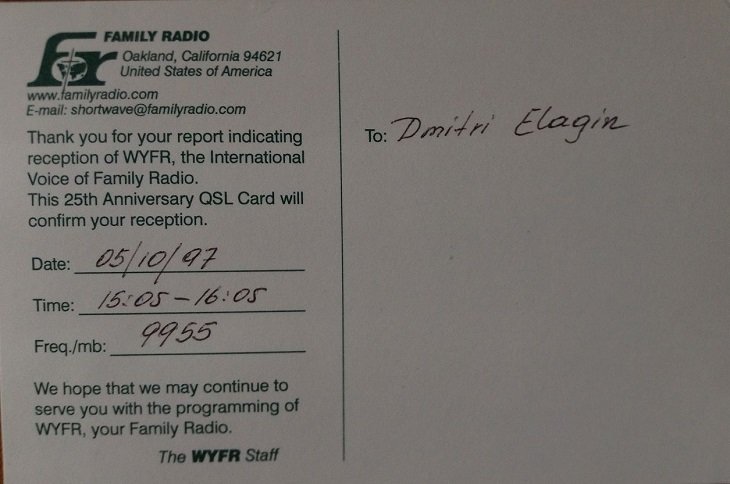 fr
FAMILY RADIO
Oakland, California 94621
United States of America
www.familyradio.com
E-mail: shortwave@familyradio.com
Thank you for your report indicating
reception of WYFR, the International
Voice of Family Radio.
This 25th Anniversary QSL Card will
confirm your reception.
Date: 05/10/97
Time: 15:05 – 16:05
Freq./mb: 9955
We hope that we may continue to
serve you with the programming of
WYFR, your Family Radio.
The WYFR Staff
To: Dmitri Elagin